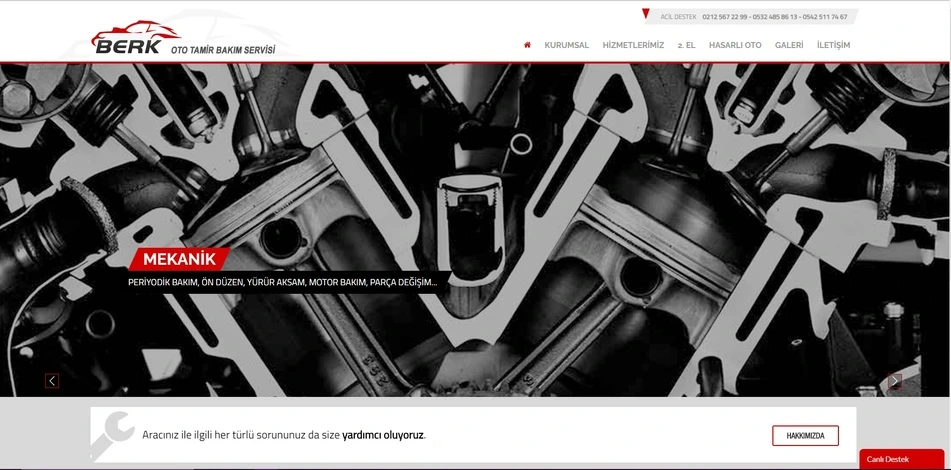 ACİL DESTEK 0212 567 22 99 - 0532 485 86 13 - 0542 511 74 67
BERK OTO TAMİR BAKIM SERVİSİ
KURUMSAL HİZMETLERİMİZ 2. EL HASARLI OTO GALERİ İLETİŞİM
MEKANİK
PERİYODİK BAKIM, ÖN DÜZEN, YÜRÜR AKSAM, MOTOR BAKIM, PARÇA DEĞİŞİM...
Aracınız ile ilgili her türlü sorununuz da size yardımcı oluyoruz.
HAKKIMIZDA
Canlı Destek